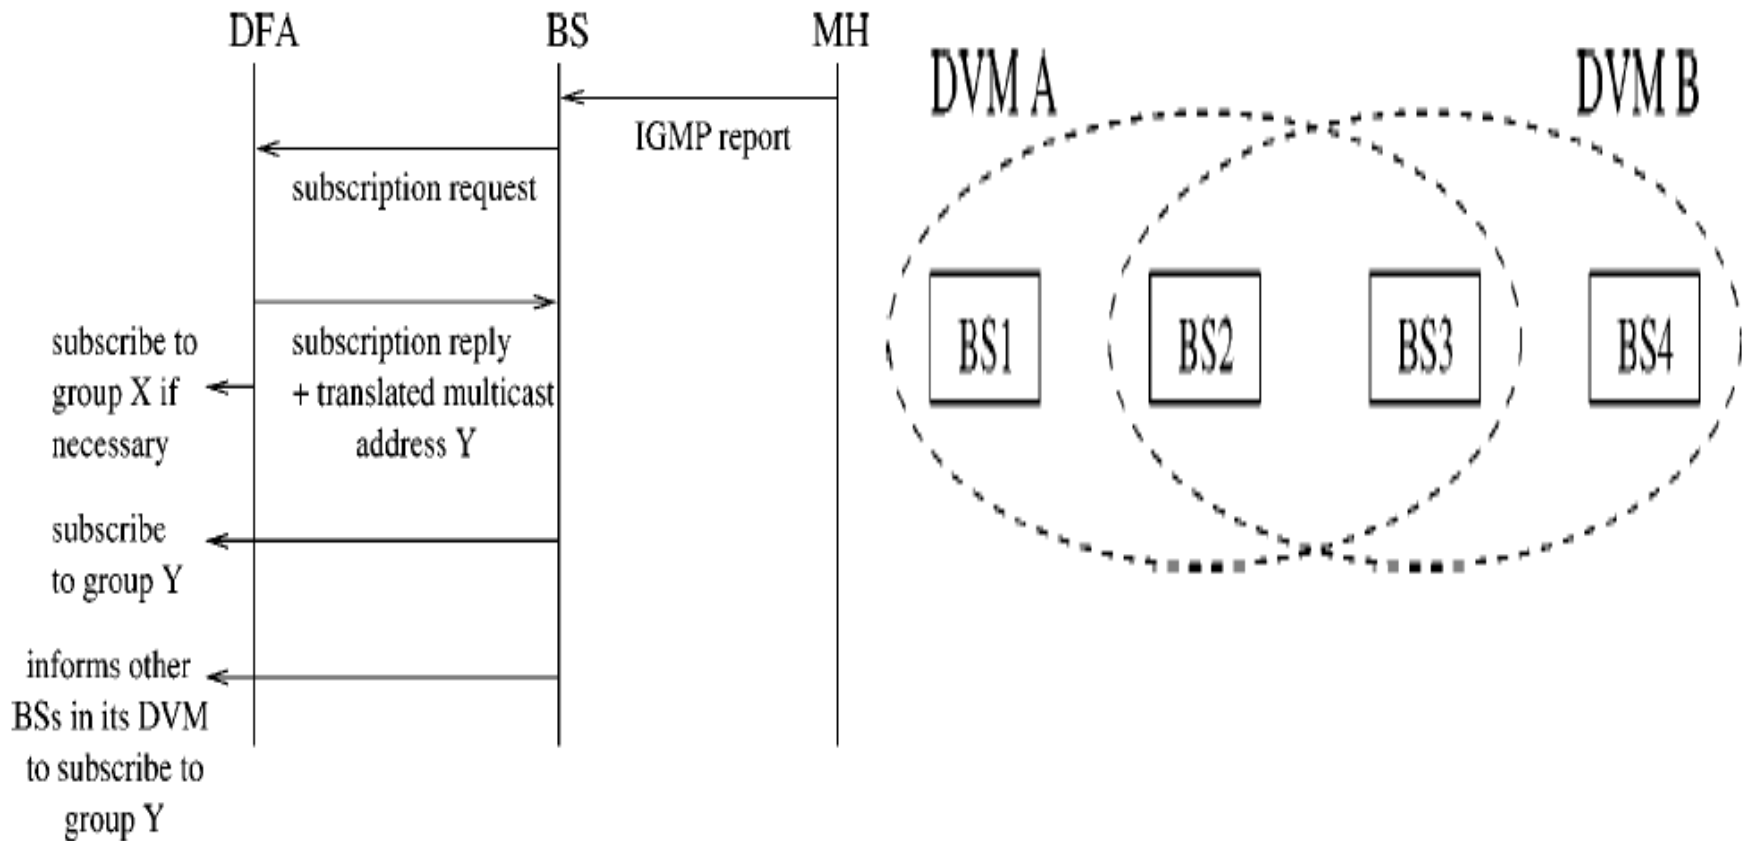 DFA
BS
MH
IGMP report
subscription request
subscribe to
group X if
necessary
subscription reply
+ translated multicast
address Y
subscribe
to group Y
informs other
BSs in its DVM
to subscribe to
group Y
DVM A
DVM B
BS1
BS2
BS3
BS4